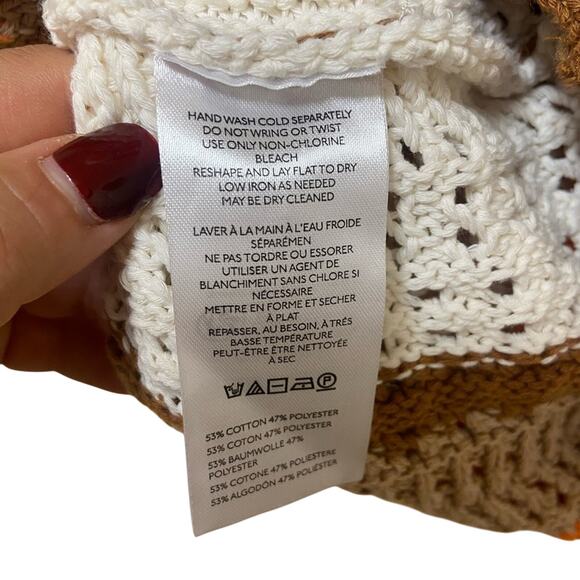 HAND WASH COLD SEPARATELY
DO NOT WRING OR TWIST
USE ONLY NON-CHLORINE
BLEACH
RESHAPE AND LAY FLAT TO DRY
LOW IRON AS NEEDED
MAY BE DRY CLEANED
LAVER À LA MAIN À L'EAU FROIDE
SÉPARÉMEN
NE PAS TORDRE OU ESSORER
UTILISER UN AGENT DE
BLANCHIMENT SANS CHLORE SI
NÉCESSAIRE
METTRE EN FORME ET SECHER
À PLAT
REPASSER, AU BESOIN, À TRÉS
BASSE TEMPÉRATURE
PEUT-ÊTRE ÊTRE NETTOYÉE
À SEC
53% COTTON 47% POLYESTER
53% COTON 47% POLYESTER
53% BAUMWOLLE 47%
POLYESTER
53% COTONE 47% POLIESTERE
53% ALGODÓN 47% POLIÉSTER